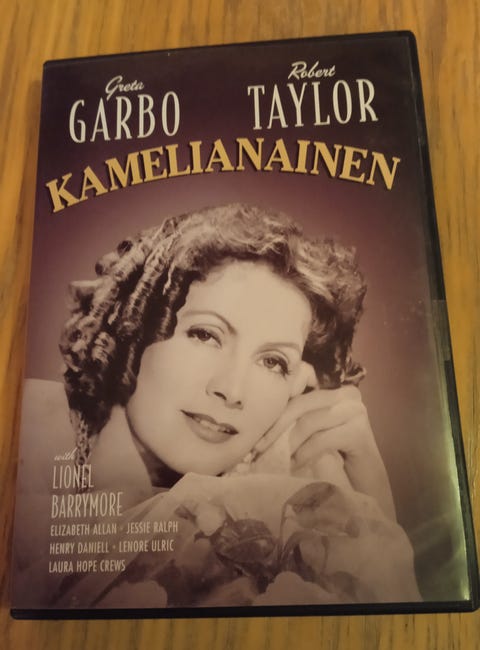 Greta Robert
GARBO TAYLOR
KAMELIANAINEN
with
LIONEL
BARRYMORE
ELIZABETH ALLAN • JESSIE RALPH
HENRY DANIELL • LENORE ULRIC
LAURA HOPE CREWS